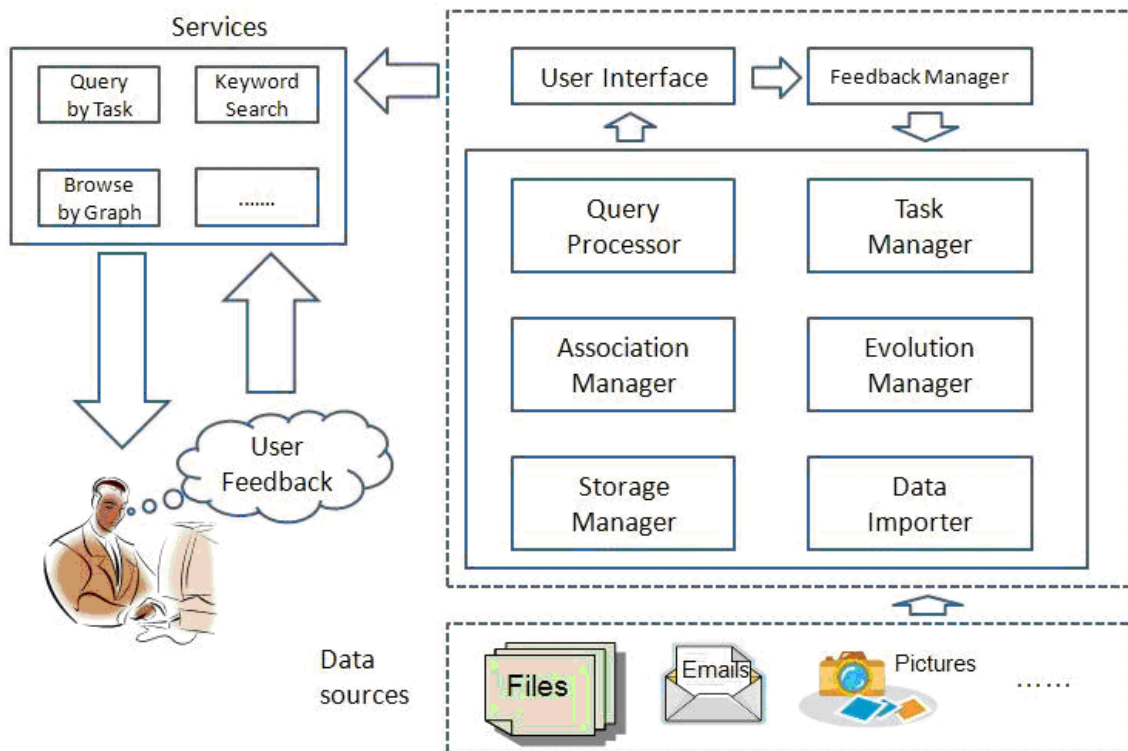 Services
Query
by Task
Keyword
Search
Browse
by Graph
.......
User
Feedback
User Interface
Feedback Manager
Query
Processor
Task
Manager
Association
Manager
Evolution
Manager
Storage
Manager
Data
Importer
Data
sources
Files
Emails
Pictures
......